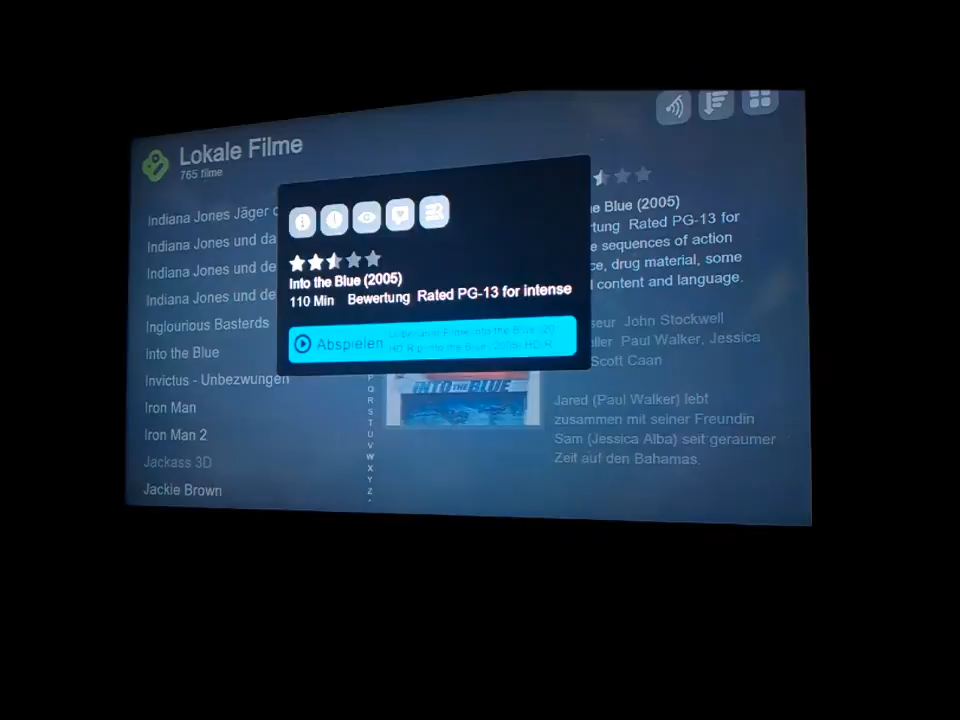 Lokale Filme
765 filme
Indiana Jones Jäger
Indiana Jones und da
Indiana Jones und de
Indiana Jones und de
Inglourious Basterds
Into the Blue
Invictus - Unbezwungen
Iron Man
Iron Man 2
Jackass 3D
Jackie Brown
Into the Blue (2005)
110 Min Bewertung Rated PG-13 for intense
Abspielen
P
Q
R
S
T
U
V
W
X
Y
Z
INTO THE BLUE
e Blue (2005)
rtung Rated PG-13 for
e sequences of action
ce, drug material, some
l content and language.
seur John Stockwell
ller Paul Walker, Jessica
Scott Caan
Jared (Paul Walker) lebt
zusammen mit seiner Freundin
Sam (Jessica Alba) seit geraumer
Zeit auf den Bahamas.